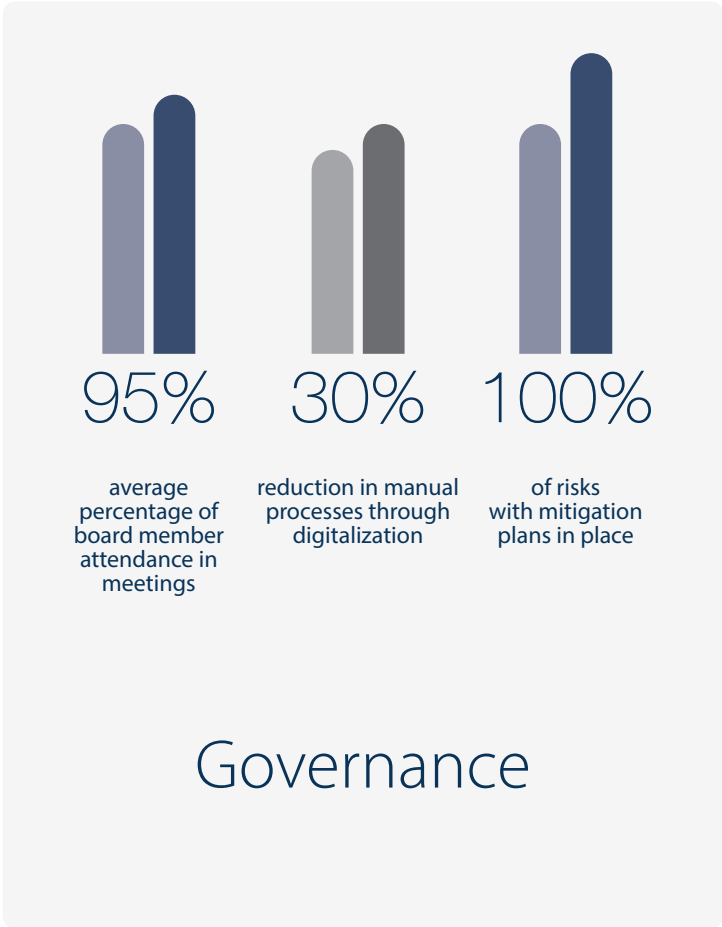 95%
average
percentage of
board member
attendance in
meetings
30%
reduction in manual
processes through
digitalization
100%
of risks
with mitigation
plans in place
Governance